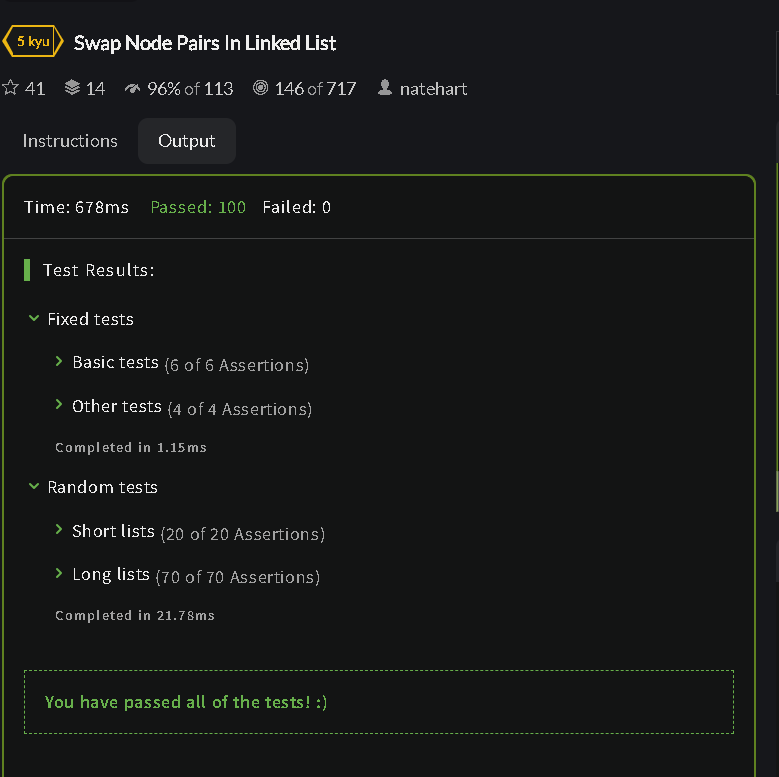 5 kyu Swap Node Pairs In Linked List
41 14 96% of 113 146 of 717 natehart
Instructions Output
Time: 678ms Passed: 100 Failed: 0
Test Results:
Fixed tests
Basic tests (6 of 6 Assertions)
Other tests (4 of 4 Assertions)
Completed in 1.15ms
Random tests
Short lists (20 of 20 Assertions)
Long lists (70 of 70 Assertions)
Completed in 21.78ms
You have passed all of the tests! :)